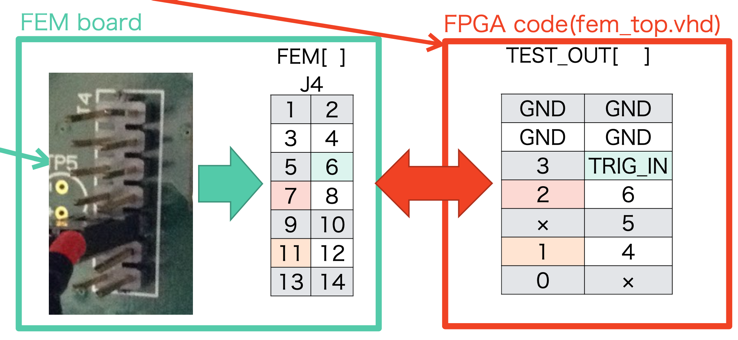 FEM board
FPGA code(fem_top.vhd)
FEM[ ]
J4
TEST_OUT[ ]
J4
TP5
1 2
3 4
5 6
7 8
9 10
11 12
13 14
GND GND
GND GND
3 TRIG_IN
2 6
× 5
1 4
0 ×